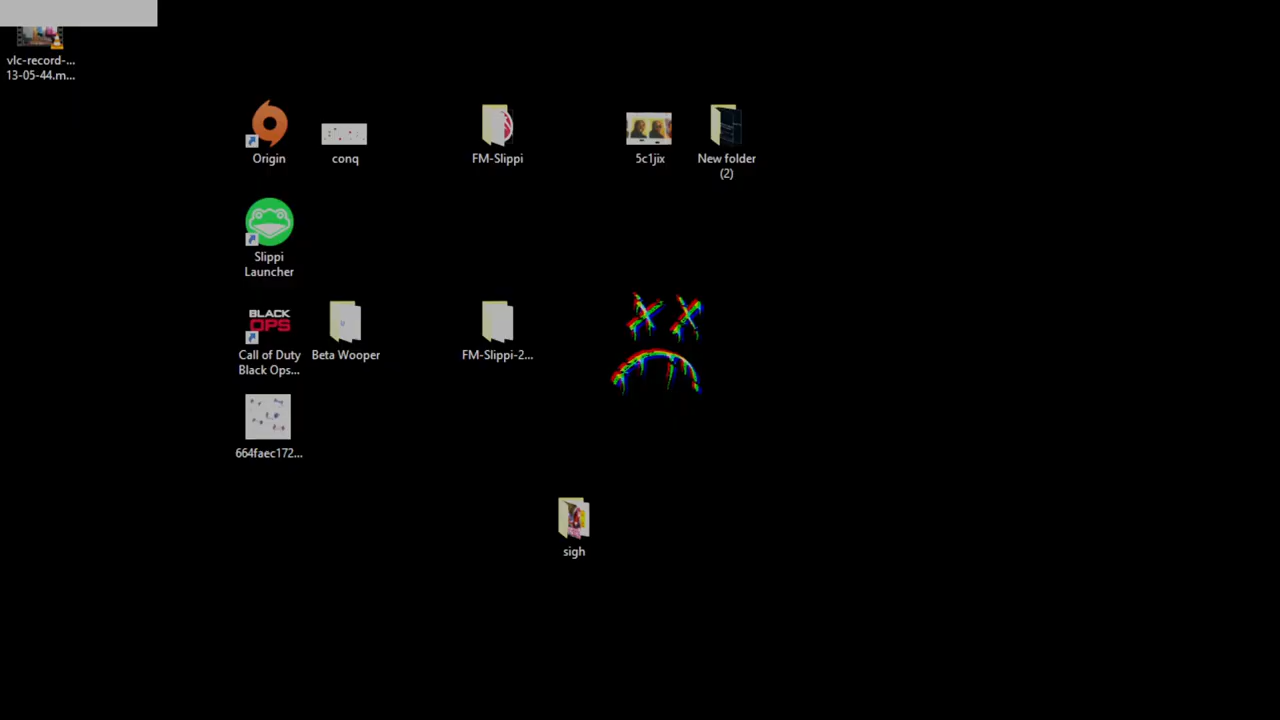 vlc-record-...
13-05-44.m...
Origin
conq
FM-Slippi
5c1jix
New folder
(2)
Slippi
Launcher
BLACK
OPS
Call of Duty
Black Ops...
Beta Wooper
FM-Slippi-2...
664faec172...
sigh